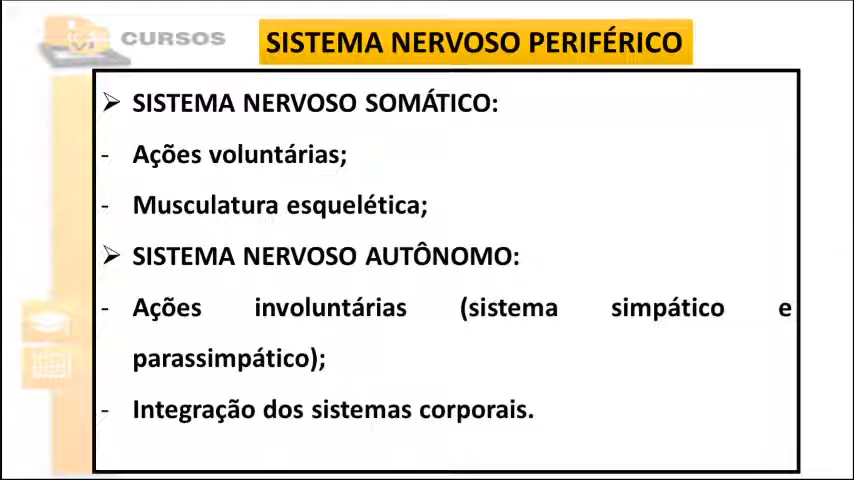 CURSOS
SISTEMA NERVOSO PERIFÉRICO
➢ SISTEMA NERVOSO SOMÁTICO:
- Ações voluntárias;
- Musculatura esquelética;
➢ SISTEMA NERVOSO AUTÔNOMO:
- Ações involuntárias (sistema simpático e
parassimpático);
- Integração dos sistemas corporais.